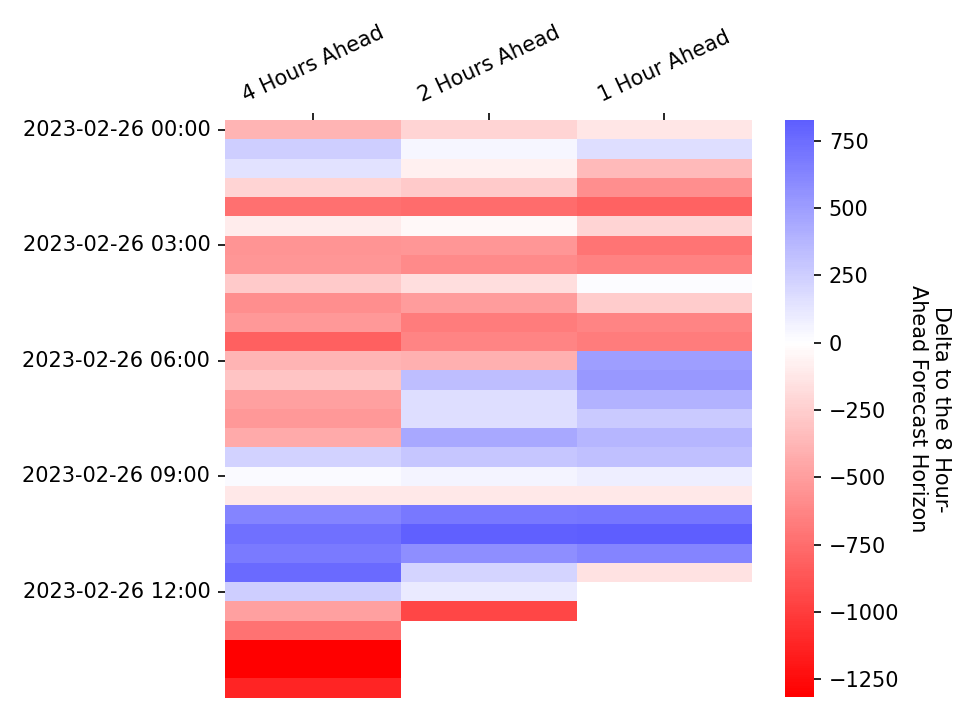 4 Hours Ahead
2 Hours Ahead
1 Hour Ahead
2023-02-26 00:00
2023-02-26 03:00
2023-02-26 06:00
2023-02-26 09:00
2023-02-26 12:00
750
500
250
0
−250
−500
−750
−1000
−1250
Delta to the 8 Hour-
Ahead Forecast Horizon